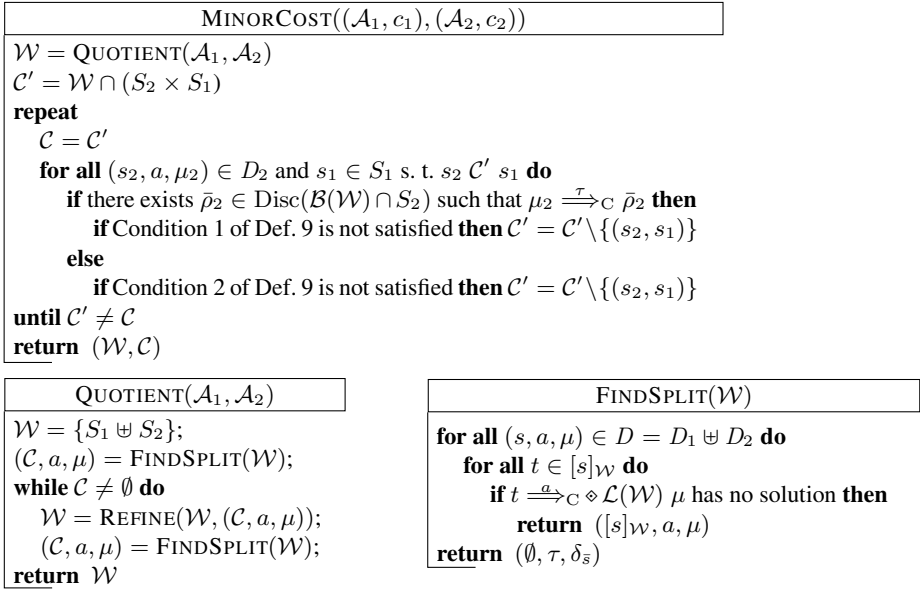 MINORCOST((𝒜₁, c₁), (𝒜₂, c₂))
𝒲 = QUOTIENT(𝒜₁, 𝒜₂)
𝒞′ = 𝒲 ∩ (S₂ × S₁)
repeat
𝒞 = 𝒞′
for all (s₂, a, μ₂) ∈ D₂ and s₁ ∈ S₁ s. t. s₂ 𝒞′ s₁ do
if there exists ρ̄₂ ∈ Disc(ℬ(𝒲) ∩ S₂) such that μ₂ ⟹^τ_C ρ̄₂ then
if Condition 1 of Def. 9 is not satisfied then 𝒞′ = 𝒞′\{(s₂, s₁)}
else
if Condition 2 of Def. 9 is not satisfied then 𝒞′ = 𝒞′\{(s₂, s₁)}
until 𝒞′ ≠ 𝒞
return (𝒲, 𝒞)
QUOTIENT(𝒜₁, 𝒜₂)
𝒲 = {S₁ ⊎ S₂};
(𝒞, a, μ) = FINDSPLIT(𝒲);
while 𝒞 ≠ ∅ do
𝒲 = REFINE(𝒲, (𝒞, a, μ));
(𝒞, a, μ) = FINDSPLIT(𝒲);
return 𝒲
FINDSPLIT(𝒲)
for all (s, a, μ) ∈ D = D₁ ⊎ D₂ do
for all t ∈ [s]_𝒲 do
if t ⟹^a_C ⋄ ℒ(𝒲) μ has no solution then
return ([s]_𝒲, a, μ)
return (∅, τ, δ_s̄)